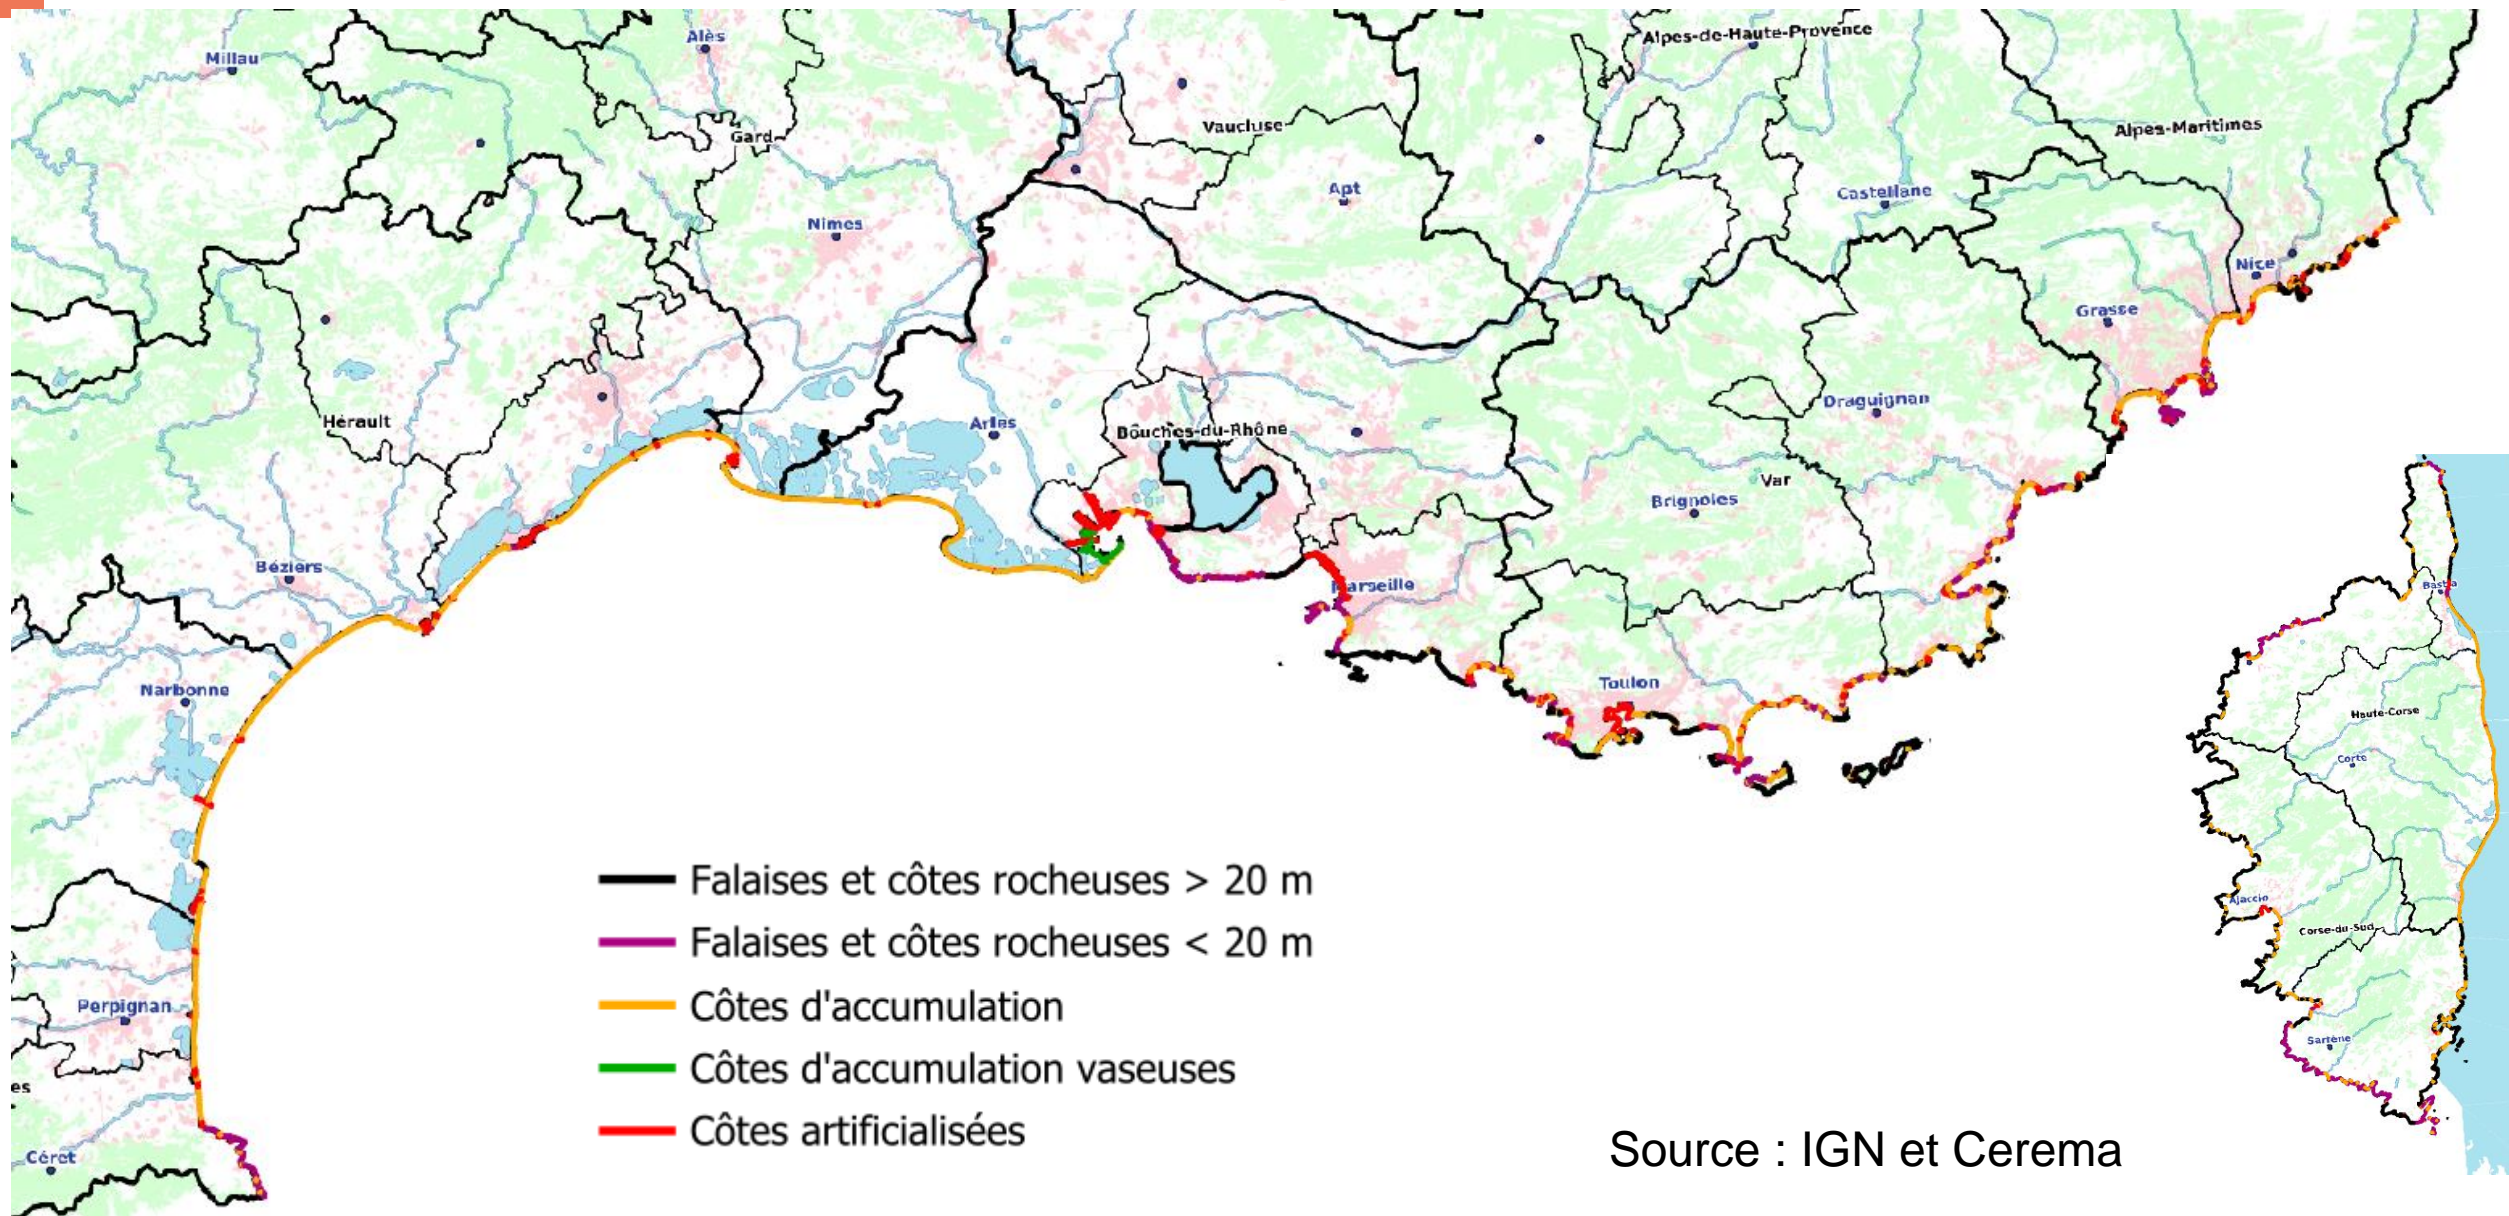 Alès
Millau
Alpes-de-Haute-Provence
Gard
Vaucluse
Alpes-Maritimes
Apt
Castellane
Nîmes
Nice
Grasse
Hérault
Arles
Bouches-du-Rhône
Draguignan
Var
Brignoles
Béziers
Marseille
Bastia
Narbonne
Toulon
Haute-Corse
Corte
Falaises et côtes rocheuses > 20 m
Ajaccio
Corse-du-Sud
Falaises et côtes rocheuses < 20 m
Perpignan
Côtes d'accumulation
Sartène
Côtes d'accumulation vaseuses
es
Côtes artificialisées
Céret
Source : IGN et Cerema